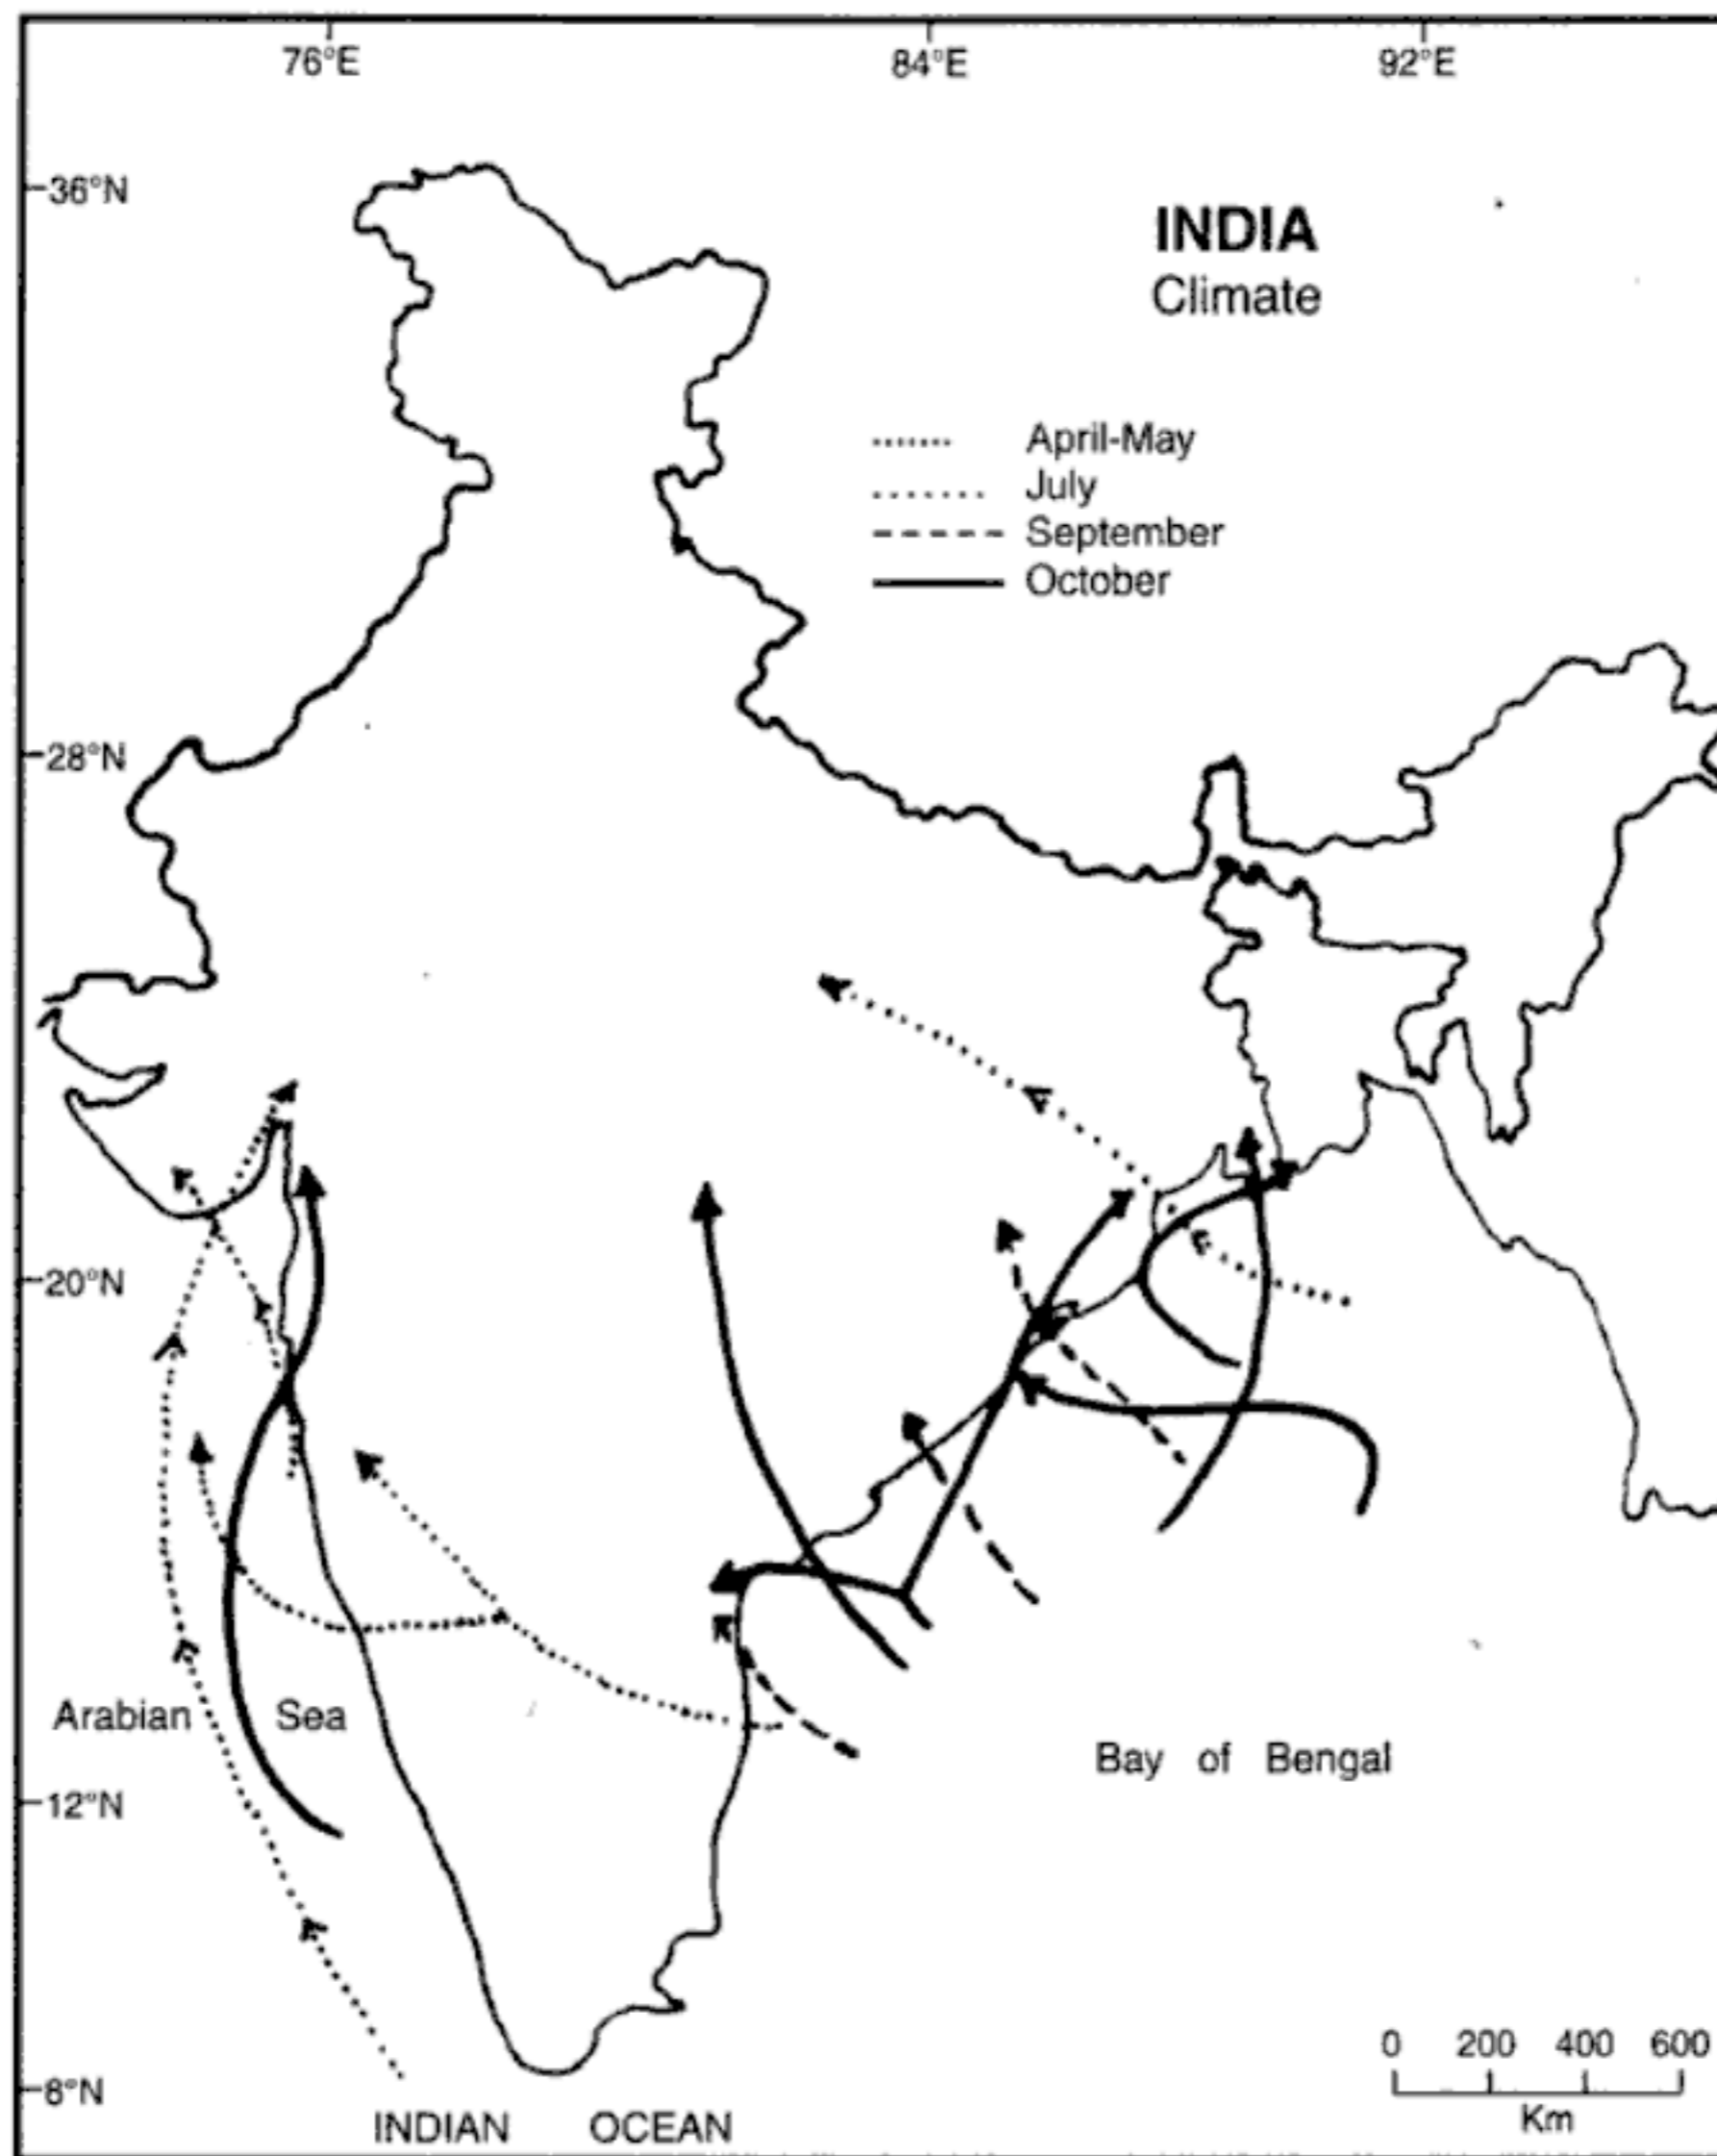 76°E 84°E 92°E
36°N
INDIA
Climate
April-May
July
September
October
28°N
20°N
Arabian Sea
Bay of Bengal
12°N
0 200 400 600
Km
8°N
INDIAN OCEAN